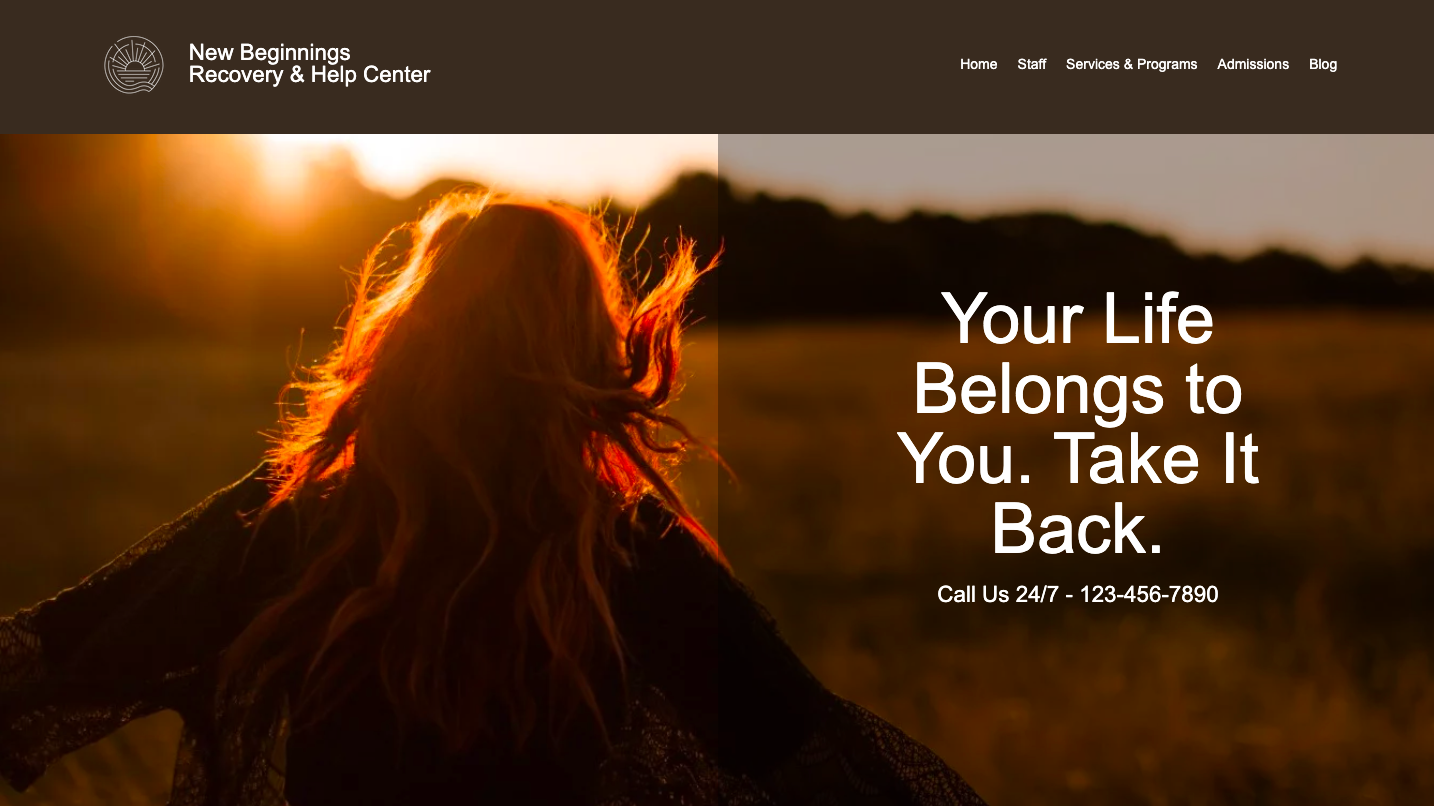 New Beginnings
Recovery & Help Center
Home Staff Services & Programs Admissions Blog
Your Life
Belongs to
You. Take It
Back.
Call Us 24/7 - 123-456-7890